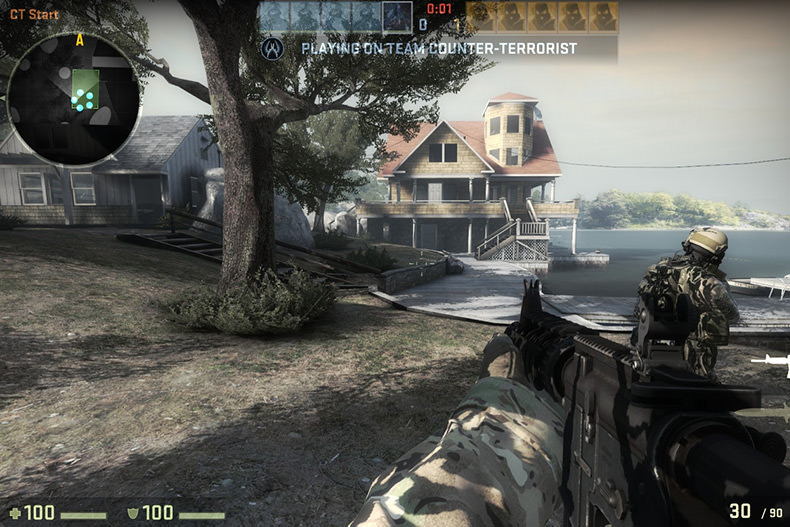 CT Start
A
0:01
0 1
PLAYING ON TEAM COUNTER-TERRORIST
100 100
30 / 90